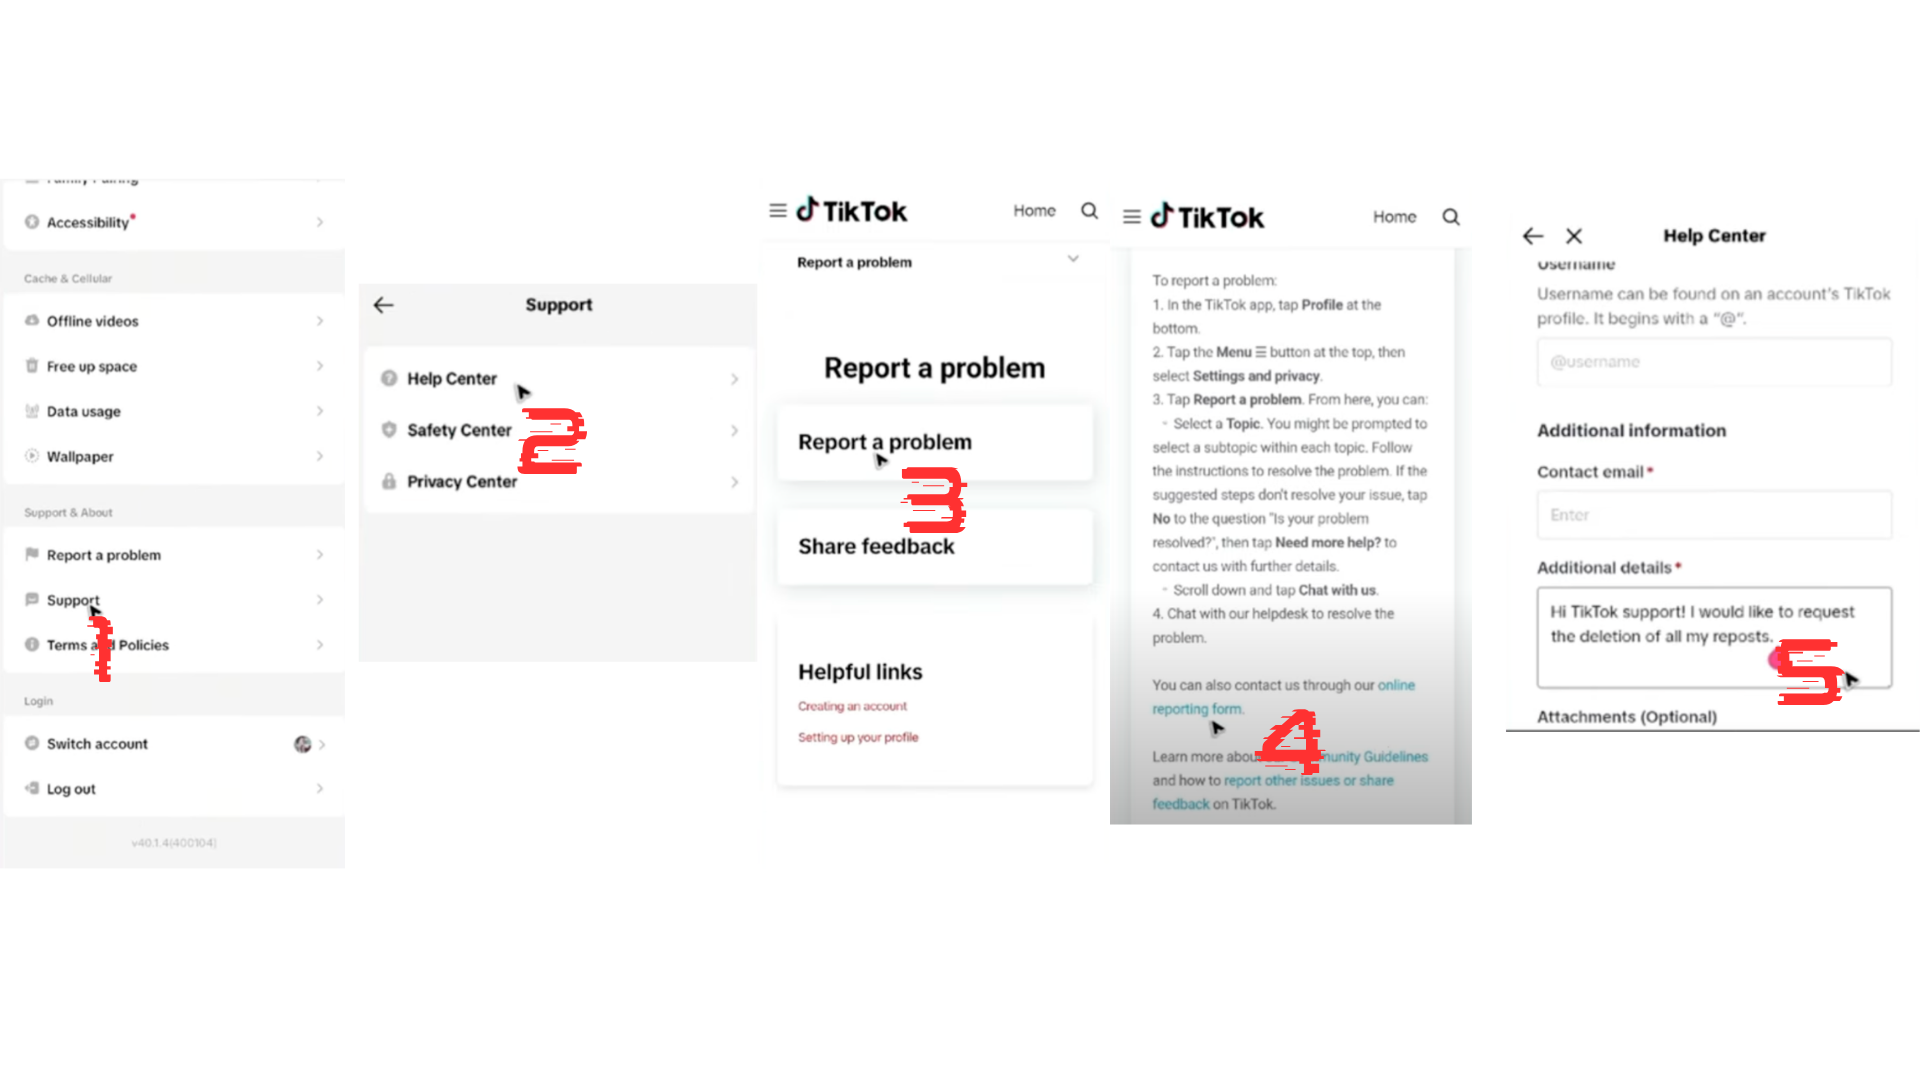 Family Pairing
Accessibility
Cache & Cellular
Offline videos
Free up space
Data usage
Wallpaper
Support & About
Report a problem
Support
1
Terms and Policies
Login
Switch account
Log out
v40.1.4(400104)
Support
Help Center
2
Safety Center
Privacy Center
TikTok Home
Report a problem
Report a problem
Report a problem
3
Share feedback
Helpful links
Creating an account
Setting up your profile
TikTok Home
To report a problem:
1. In the TikTok app, tap Profile at the
bottom.
2. Tap the Menu ☰ button at the top, then
select Settings and privacy.
3. Tap Report a problem. From here, you can:
- Select a Topic. You might be prompted to
select a subtopic within each topic. Follow
the instructions to resolve the problem. If the
suggested steps don't resolve your issue, tap
No to the question "Is your problem
resolved?", then tap Need more help? to
contact us with further details.
- Scroll down and tap Chat with us.
4. Chat with our helpdesk to resolve the
problem.
You can also contact us through our online
reporting form.
4
Learn more about Community Guidelines
and how to report other issues or share
feedback on TikTok.
Help Center
Username
Username can be found on an account's TikTok
profile. It begins with a “@”.
@username
Additional information
Contact email*
Enter
Additional details*
Hi TikTok support! I would like to request
the deletion of all my reposts.
5
Attachments (Optional)